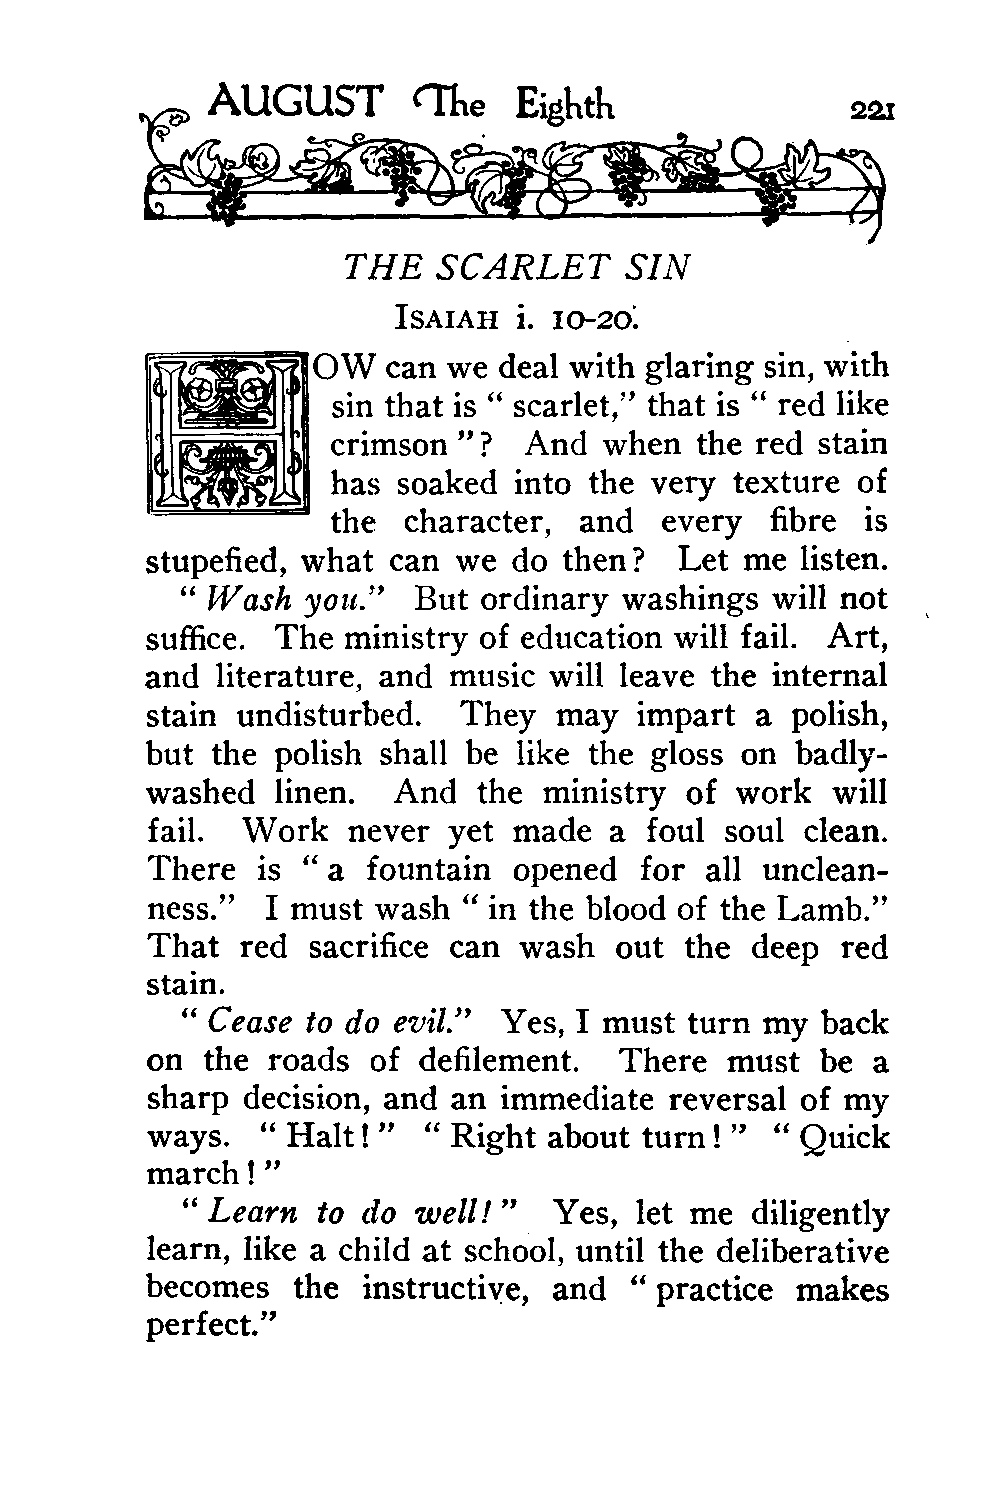 AUGUST The Eighth 221
THE SCARLET SIN
ISAIAH i. 10-20.
HOW can we deal with glaring sin, with
sin that is “ scarlet,” that is “ red like
crimson ”? And when the red stain
has soaked into the very texture of
the character, and every fibre is
stupefied, what can we do then? Let me listen.
“ Wash you.” But ordinary washings will not
suffice. The ministry of education will fail. Art,
and literature, and music will leave the internal
stain undisturbed. They may impart a polish,
but the polish shall be like the gloss on badly-
washed linen. And the ministry of work will
fail. Work never yet made a foul soul clean.
There is “ a fountain opened for all unclean-
ness.” I must wash “ in the blood of the Lamb.”
That red sacrifice can wash out the deep red
stain.
“ Cease to do evil.” Yes, I must turn my back
on the roads of defilement. There must be a
sharp decision, and an immediate reversal of my
ways. “ Halt! ” “ Right about turn! ” “ Quick
march! ”
“ Learn to do well! ” Yes, let me diligently
learn, like a child at school, until the deliberative
becomes the instructive, and “ practice makes
perfect.”